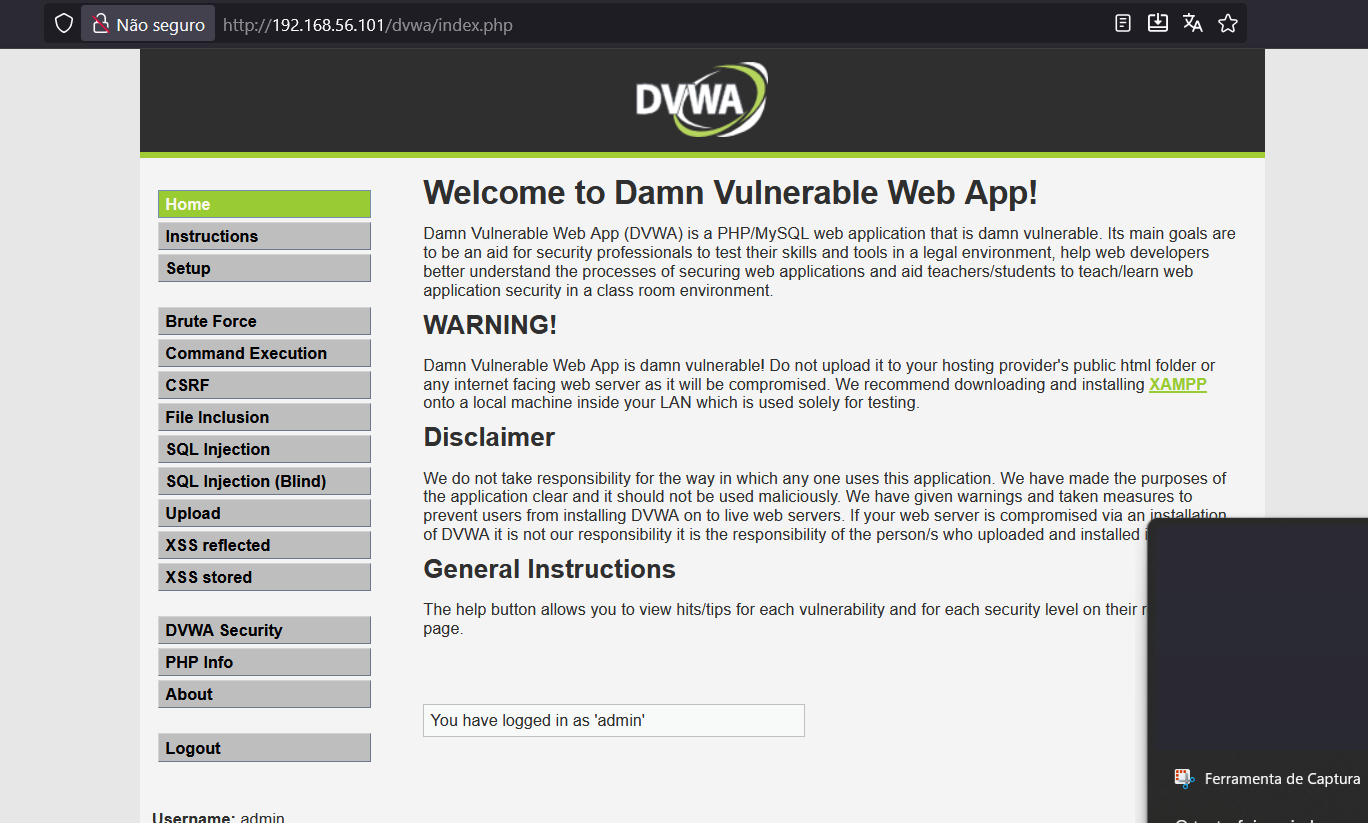 Não seguro http://192.168.56.101/dvwa/index.php
DVWA
Home
Instructions
Setup
Brute Force
Command Execution
CSRF
File Inclusion
SQL Injection
SQL Injection (Blind)
Upload
XSS reflected
XSS stored
DVWA Security
PHP Info
About
Logout
Username: admin
Welcome to Damn Vulnerable Web App!
Damn Vulnerable Web App (DVWA) is a PHP/MySQL web application that is damn vulnerable. Its main goals are
to be an aid for security professionals to test their skills and tools in a legal environment, help web developers
better understand the processes of securing web applications and aid teachers/students to teach/learn web
application security in a class room environment.
WARNING!
Damn Vulnerable Web App is damn vulnerable! Do not upload it to your hosting provider's public html folder or
any internet facing web server as it will be compromised. We recommend downloading and installing XAMPP
onto a local machine inside your LAN which is used solely for testing.
Disclaimer
We do not take responsibility for the way in which any one uses this application. We have made the purposes of
the application clear and it should not be used maliciously. We have given warnings and taken measures to
prevent users from installing DVWA on to live web servers. If your web server is compromised via an installation
of DVWA it is not our responsibility it is the responsibility of the person/s who uploaded and installed
General Instructions
The help button allows you to view hits/tips for each vulnerability and for each security level on their
page.
You have logged in as 'admin'
Ferramenta de Captura